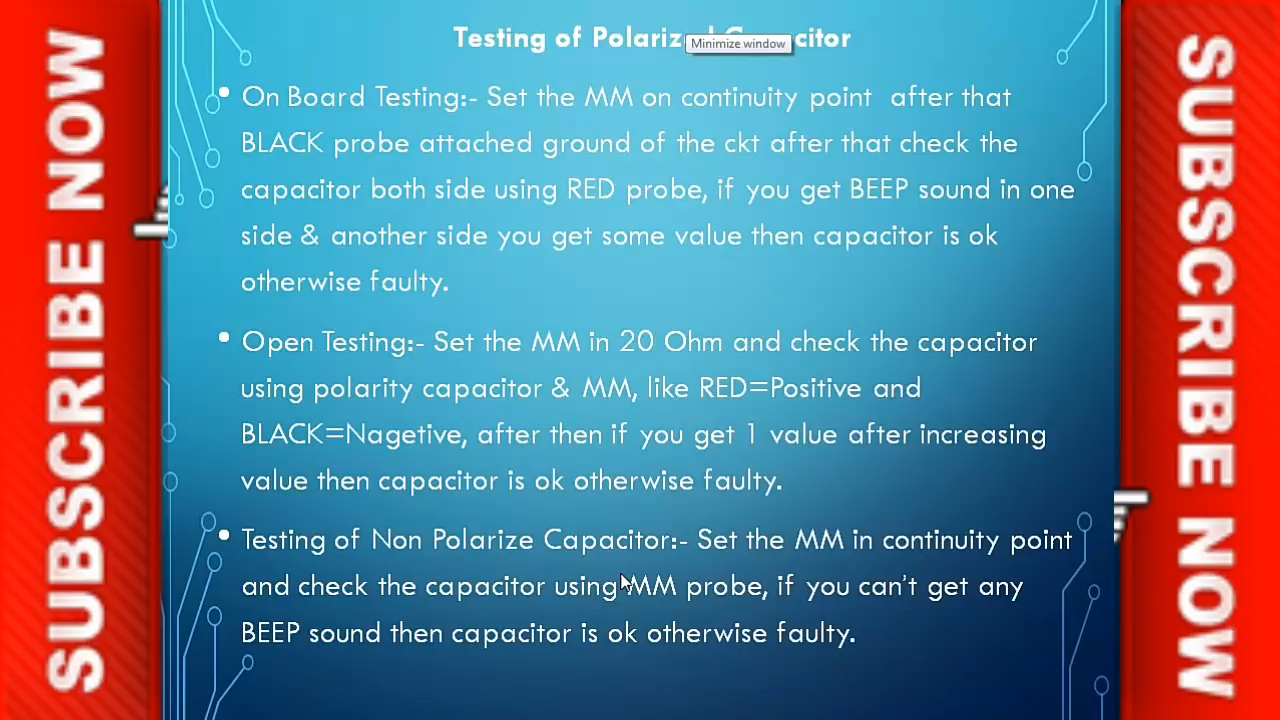 SUBSCRIBE NOW
Testing of Polariz citor
Minimize window
• On Board Testing:- Set the MM on continuity point after that
BLACK probe attached ground of the ckt after that check the
capacitor both side using RED probe, if you get BEEP sound in one
side & another side you get some value then capacitor is ok
otherwise faulty.
• Open Testing:- Set the MM in 20 Ohm and check the capacitor
using polarity capacitor & MM, like RED=Positive and
BLACK=Nagetive, after then if you get 1 value after increasing
value then capacitor is ok otherwise faulty.
• Testing of Non Polarize Capacitor:- Set the MM in continuity point
and check the capacitor using MM probe, if you can't get any
BEEP sound then capacitor is ok otherwise faulty.
SUBSCRIBE NOW